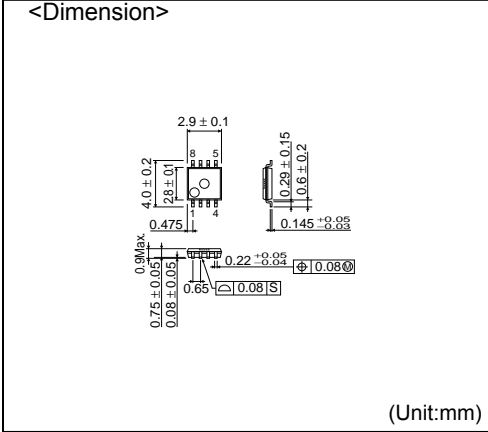 <Dimension>
2.9 ± 0.1
8 5
4.0 ± 0.2
2.8 ± 0.1
1 4
0.475
0.29 ± 0.15
0.6 ± 0.2
0.145 +0.05 −0.03
0.9Max.
0.75 ± 0.05
0.08 ± 0.05
0.22 +0.05 −0.04
⌖ 0.08Ⓜ
0.65
⌓ 0.08 S
(Unit:mm)